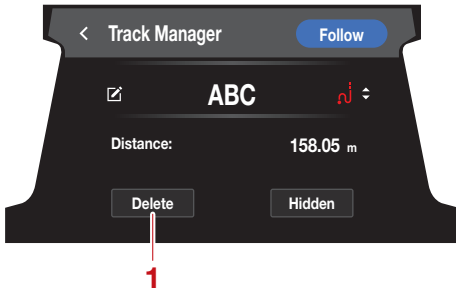 Track Manager
Follow
ABC
Distance:
158.05 m
Delete
Hidden
1